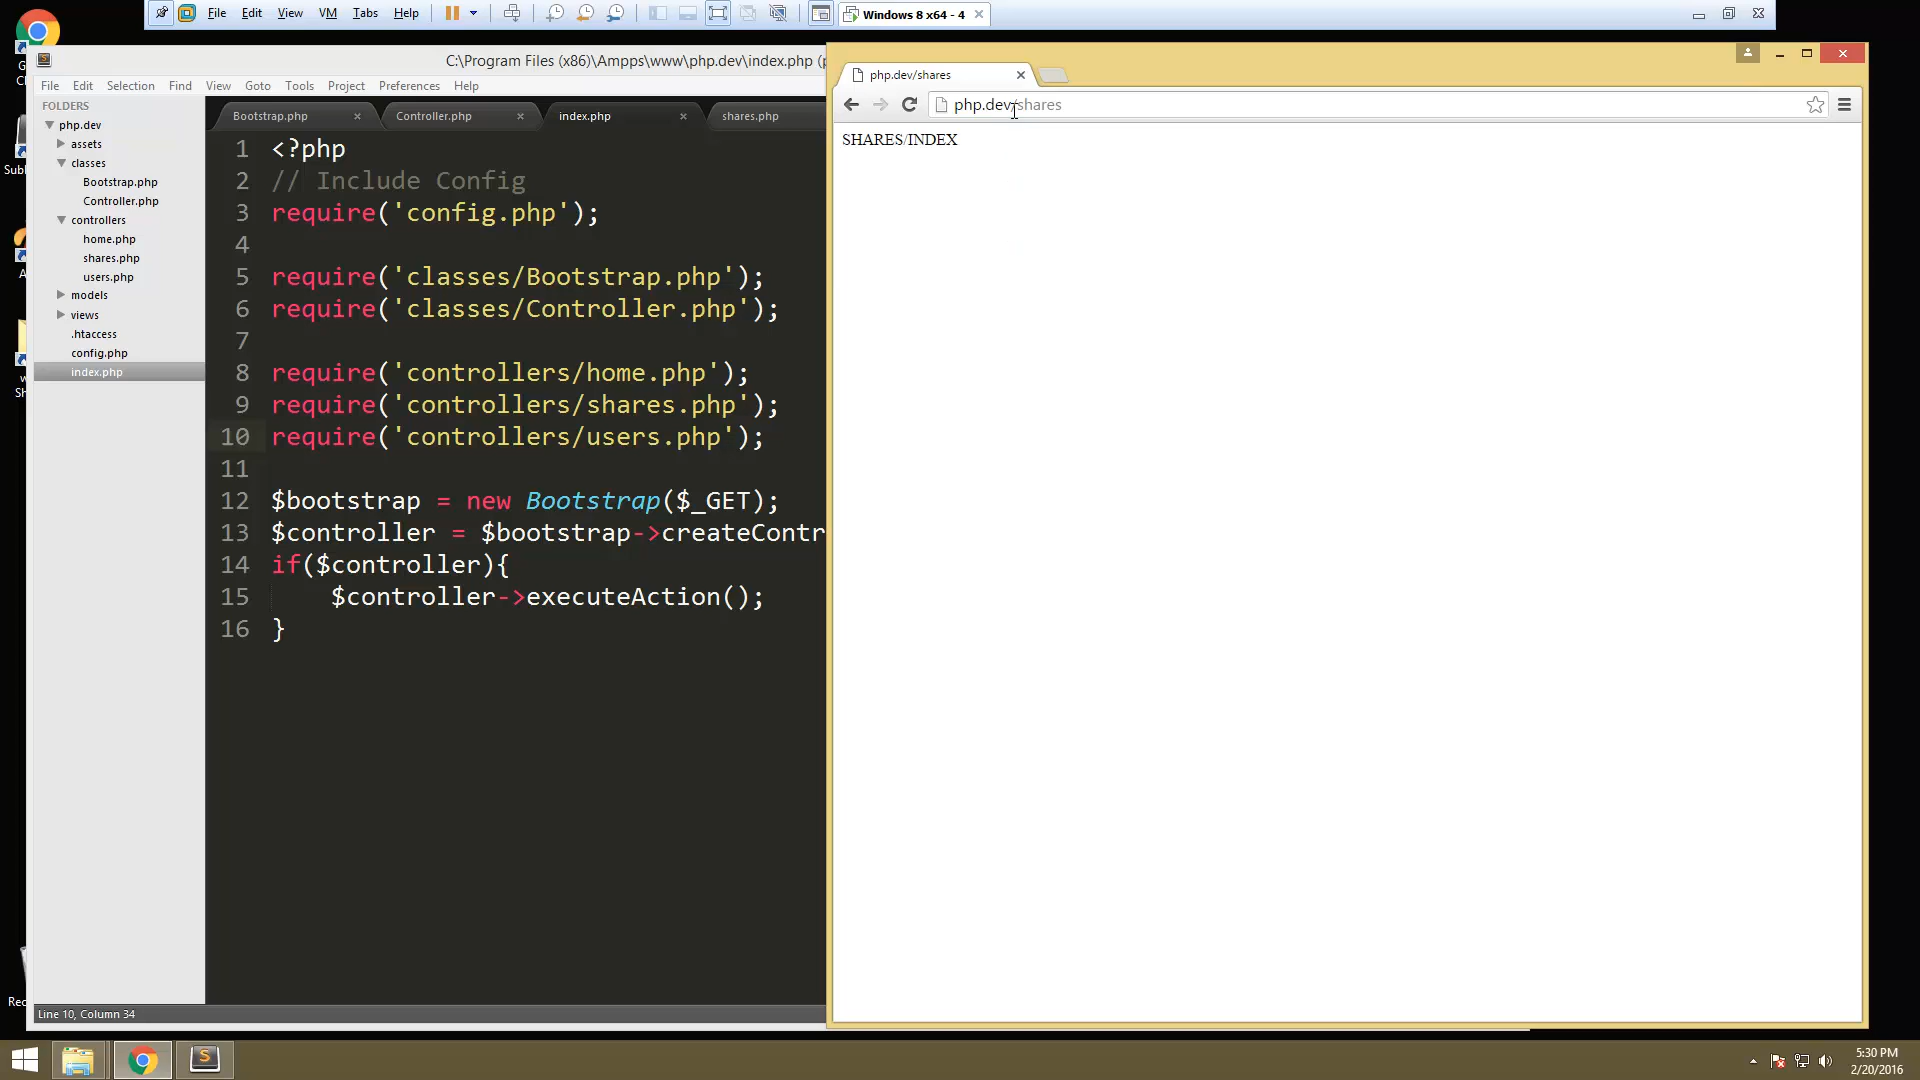 File Edit View VM Tabs Help
Windows 8 x64 - 4
C:\Program Files (x86)\Ampps\www\php.dev\index.php (
File Edit Selection Find View Goto Tools Project Preferences Help
FOLDERS
php.dev
assets
classes
Bootstrap.php
Controller.php
controllers
home.php
shares.php
users.php
models
views
.htaccess
config.php
index.php
Bootstrap.php
Controller.php
index.php
shares.php
1 <?php
2 // Include Config
3 require('config.php');
4
5 require('classes/Bootstrap.php');
6 require('classes/Controller.php');
7
8 require('controllers/home.php');
9 require('controllers/shares.php');
10 require('controllers/users.php');
11
12 $bootstrap = new Bootstrap($_GET);
13 $controller = $bootstrap->createContr
14 if($controller){
15 $controller->executeAction();
16 }
Line 10, Column 34
php.dev/shares
php.dev/shares
SHARES/INDEX
5:30 PM
2/20/2016